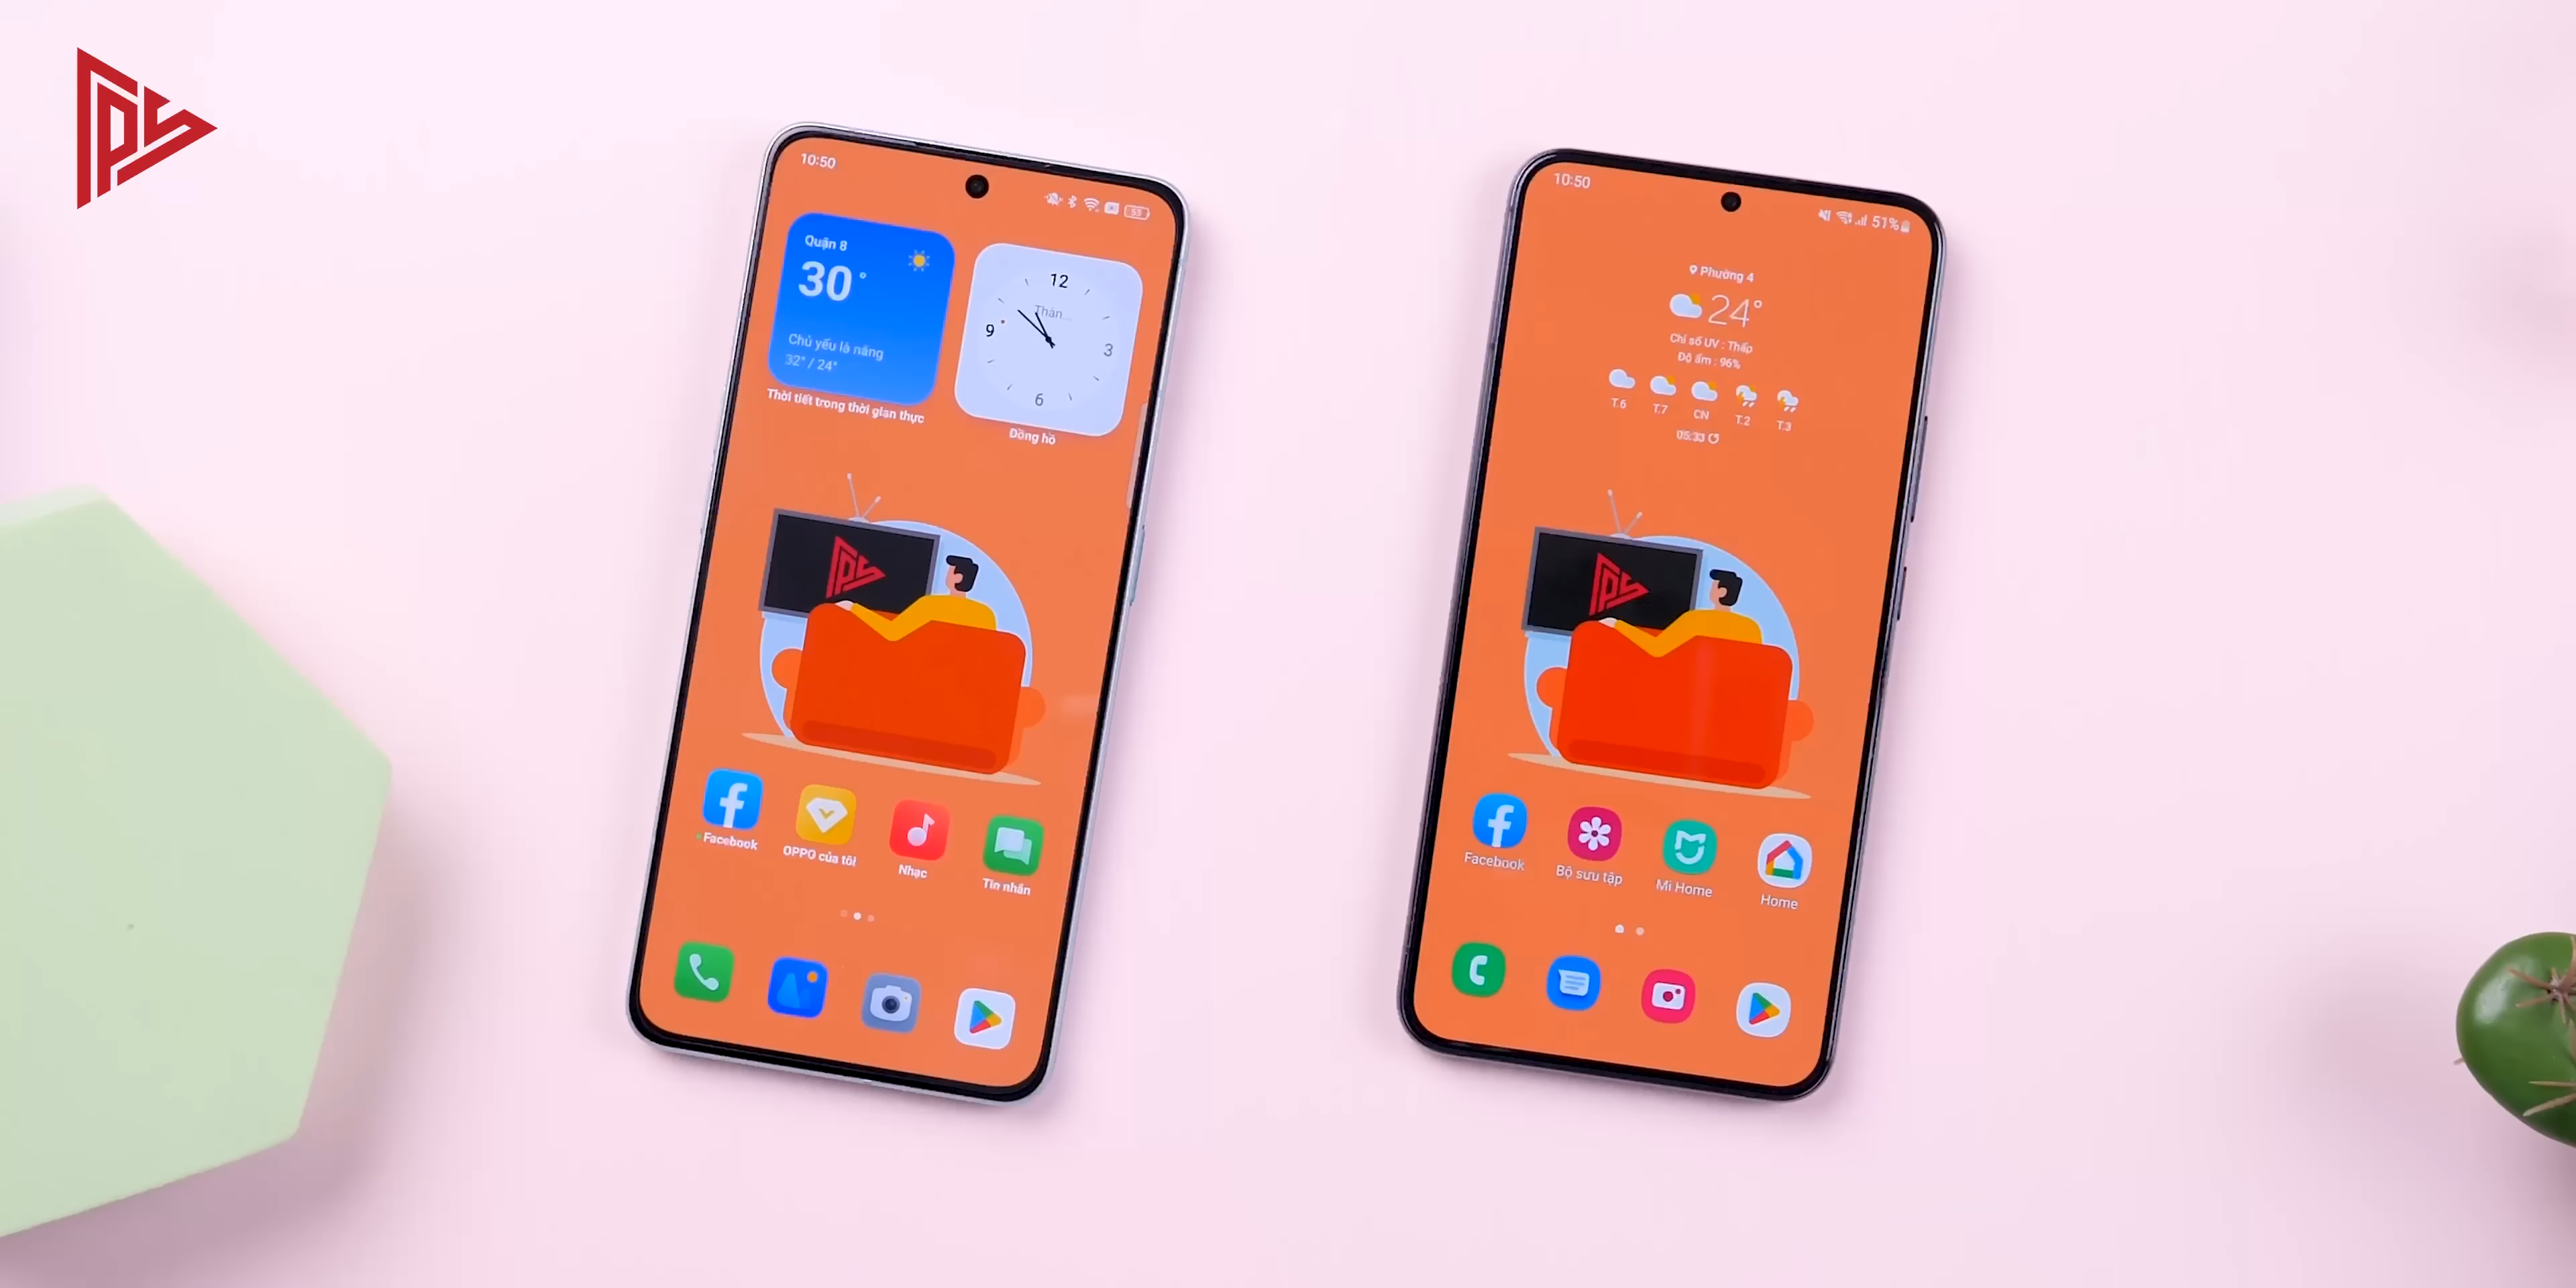 10:50
53
Quận 8
30°
Chủ yếu là nắng
32° / 24°
Thời tiết trong thời gian thực
12
Thán...
9
3
6
Đồng hồ
Facebook
OPPO của tôi
Nhạc
Tin nhắn
10:50
51%
Phường 4
24°
Chỉ số UV : Thấp
Độ ẩm : 96%
T.6 T.7 CN T.2 T.3
05:33
Facebook
Bộ sưu tập
Mi Home
Home